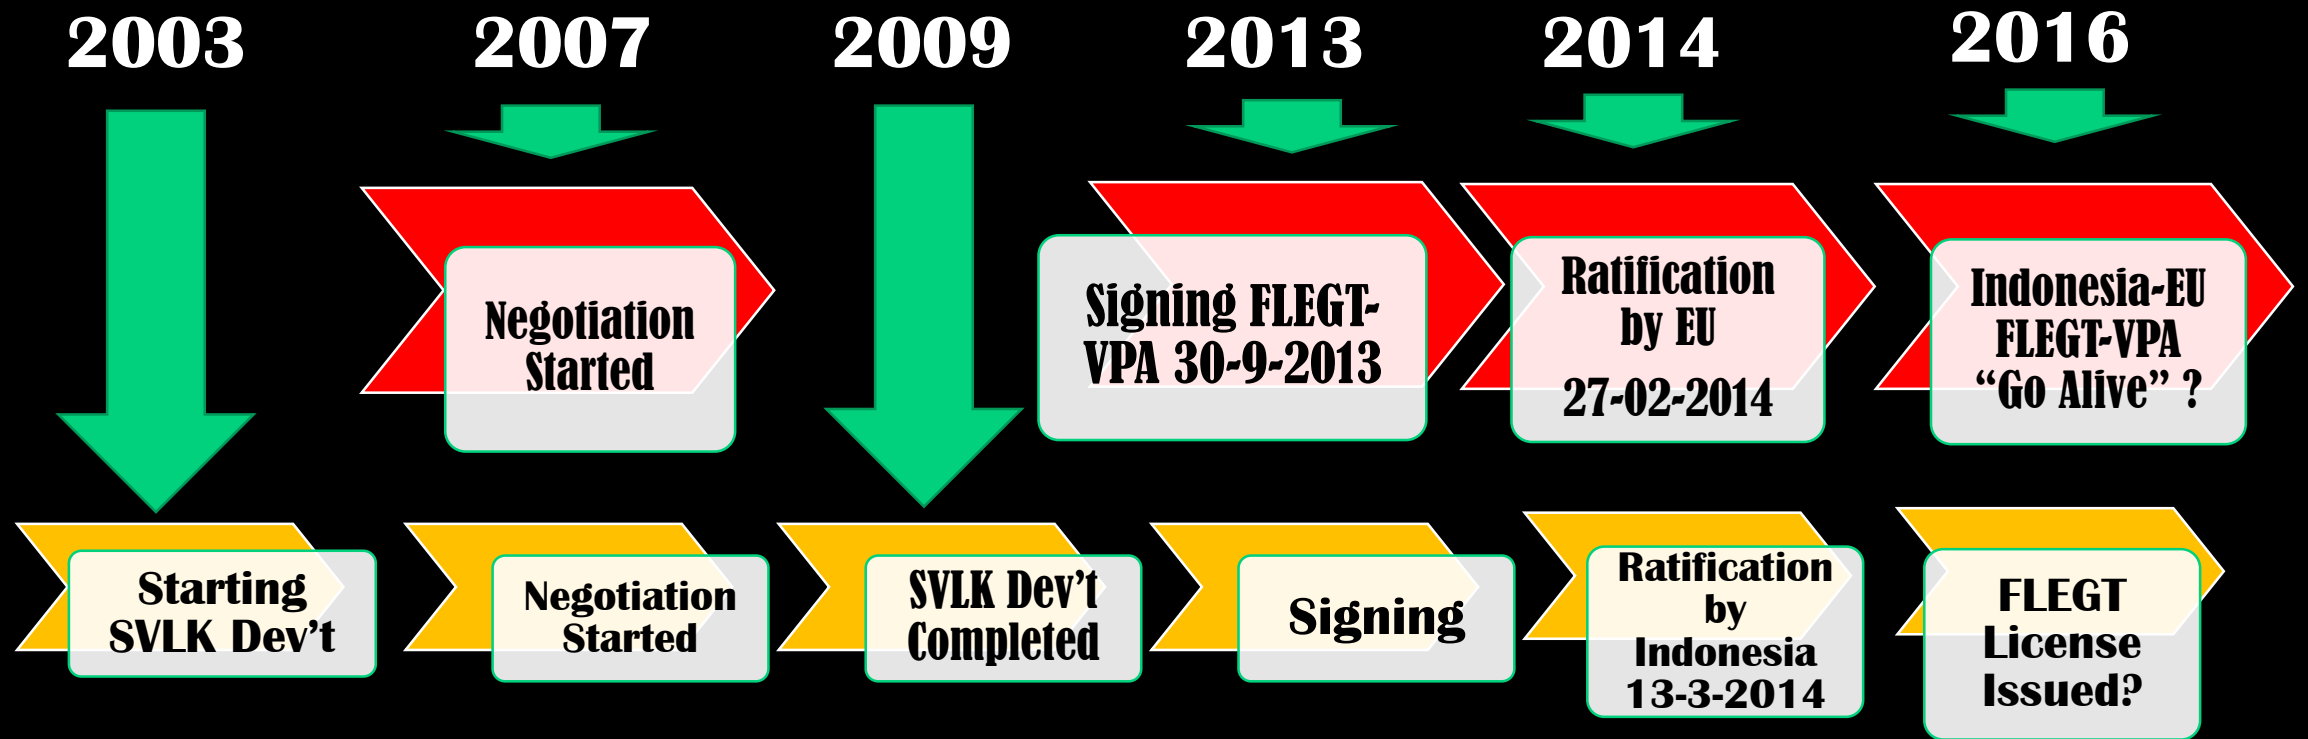 2003
2007
2009
2013
2014
2016
Negotiation
Started
Signing FLEGT-
VPA 30-9-2013
Ratification
by EU
27-02-2014
Indonesia-EU
FLEGT-VPA
“Go Alive” ?
Starting
SVLK Dev’t
Negotiation
Started
SVLK Dev’t
Completed
Signing
Ratification
by
Indonesia
13-3-2014
FLEGT
License
Issued?